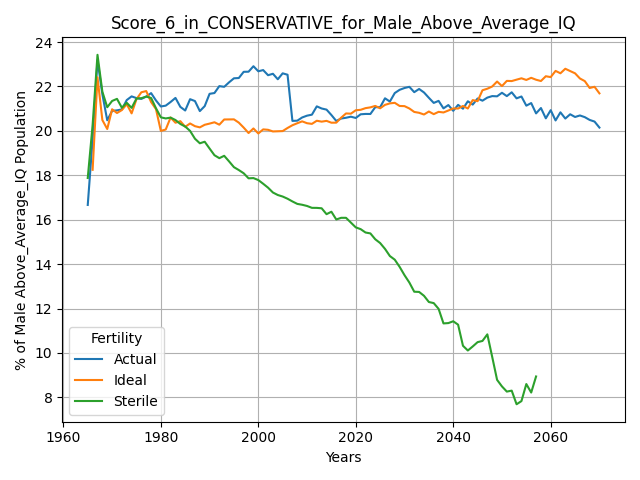 Score_6_in_CONSERVATIVE_for_Male_Above_Average_IQ
% of Male Above_Average_IQ Population
24
22
20
18
16
14
12
10
8
Fertility
Actual
Ideal
Sterile
1960 1980 2000 2020 2040 2060
Years